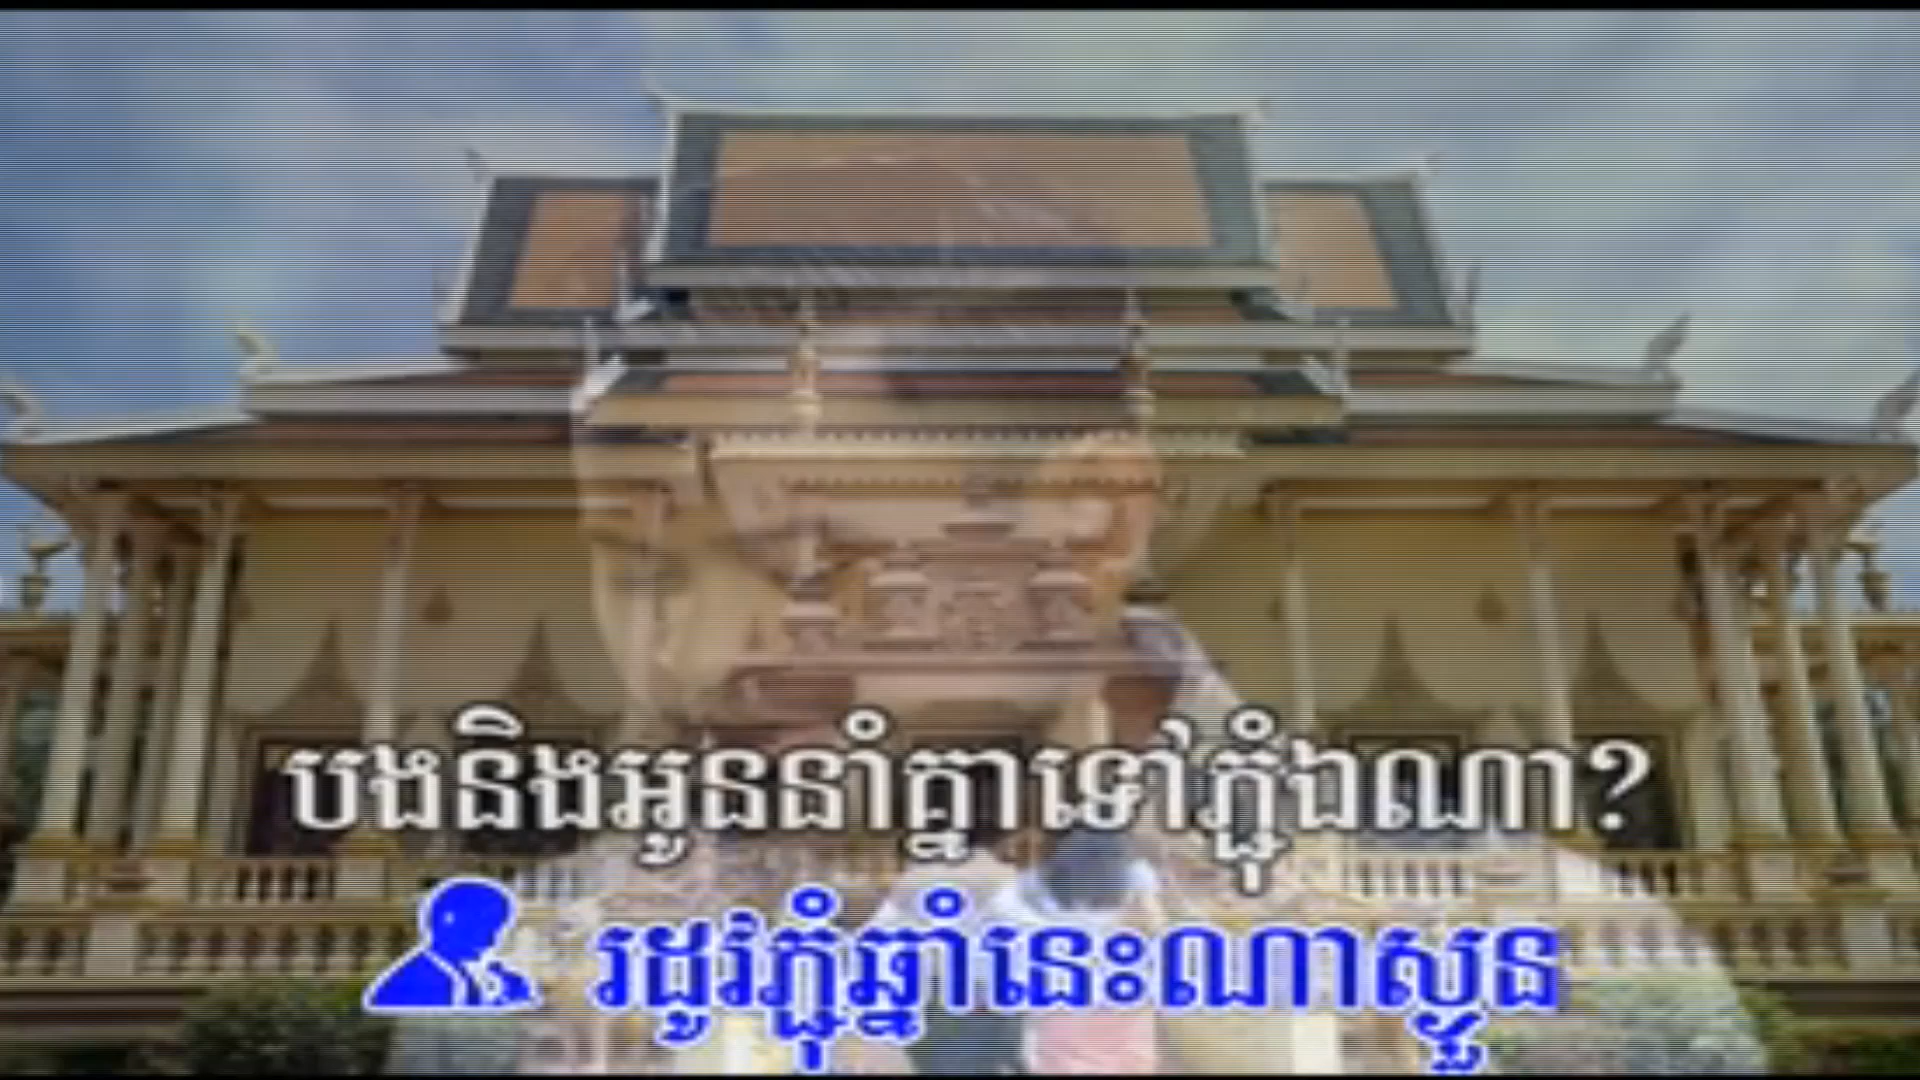 បងនិងអូននាំគ្នាទៅភ្ជុំឯណា?
រដូវភ្ជុំឆ្នាំនេះណាស្ងួន